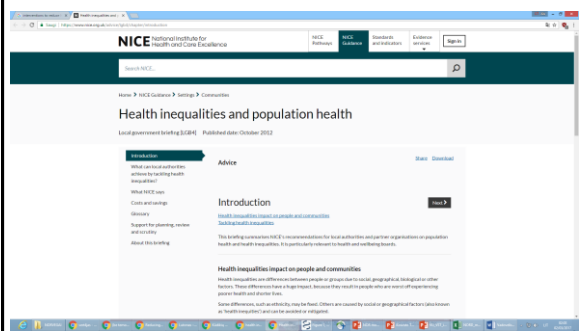 Health inequalities and...
NICE National Institute for
Health and Care Excellence
NICE
Pathways
NICE
Guidance
Standards
and indicators
Evidence
services
Sign in
Search NICE...
Home > NICE Guidance > Settings > Communities
Health inequalities and population health
Local government briefing [LGB4] Published date: October 2012
Introduction
What can local authorities
achieve by tackling health
inequalities?
What NICE says
Costs and savings
Glossary
Support for planning, review
and scrutiny
About this briefing
Advice
Share Download
Introduction
Next >
Health inequalities impact on people and communities
Tackling health inequalities
This briefing summarises NICE's recommendations for local authorities and partner organisations on population
health and health inequalities. It is particularly relevant to health and wellbeing boards.
Health inequalities impact on people and communities
Health inequalities are differences between people or groups due to social, geographical, biological or other
factors. These differences have a huge impact, because they result in people who are worst off experiencing
poorer health and shorter lives.
Some differences, such as ethnicity, may be fixed. Others are caused by social or geographical factors (also known
as 'health inequities') and can be avoided or mitigated.